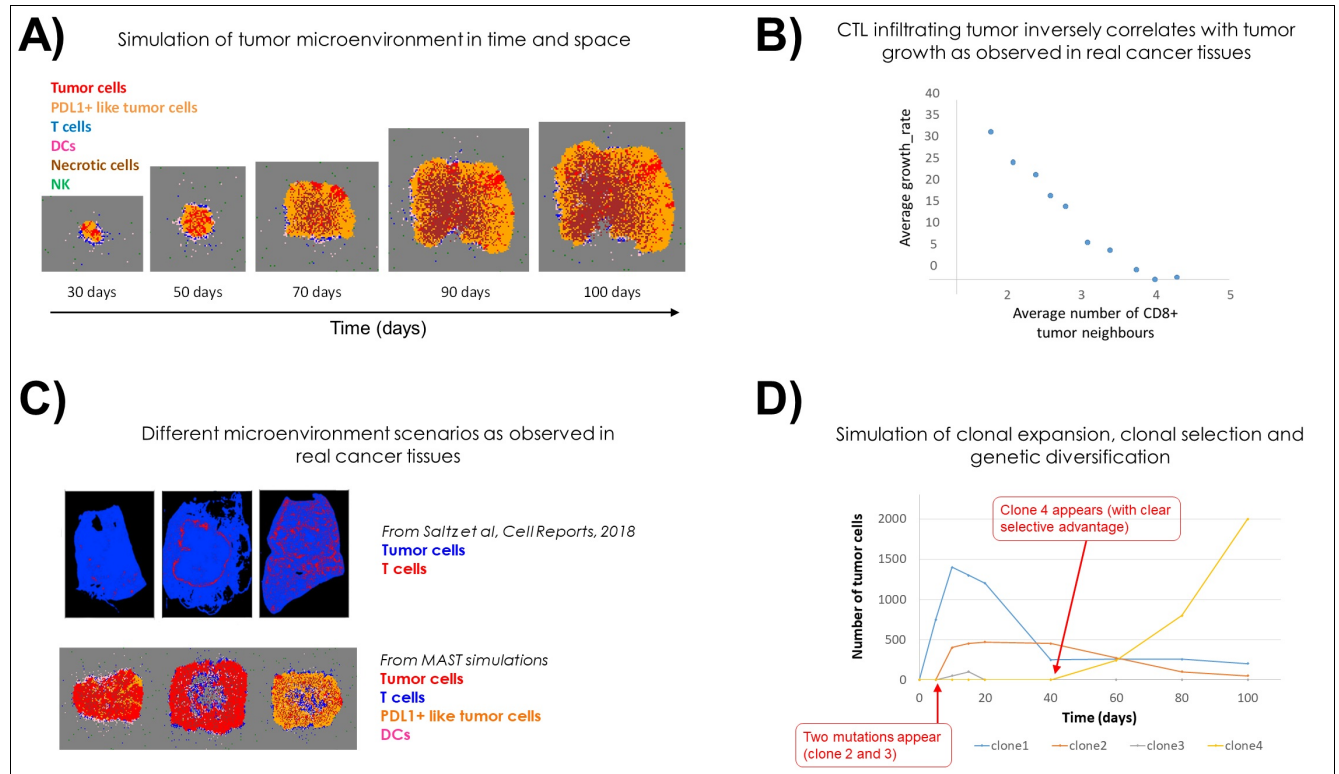 A)
Simulation of tumor microenvironment in time and space
Tumor cells
PDL1+ like tumor cells
T cells
DCs
Necrotic cells
NK
30 days
50 days
70 days
90 days
100 days
Time (days)
B)
CTL infiltrating tumor inversely correlates with tumor
growth as observed in real cancer tissues
Average growth_rate
40
35
30
25
20
15
10
5
0
2
3
4
5
Average number of CD8+
tumor neighbours
C)
Different microenvironment scenarios as observed in
real cancer tissues
From Saltz et al, Cell Reports, 2018
Tumor cells
T cells
From MAST simulations
Tumor cells
T cells
PDL1+ like tumor cells
DCs
D)
Simulation of clonal expansion, clonal selection and
genetic diversification
Clone 4 appears (with clear
selective advantage)
Number of tumor cells
2000
1500
1000
500
0
0
20
40
60
80
100
Time (days)
Two mutations appear
(clone 2 and 3)
clone1
clone2
clone3
clone4